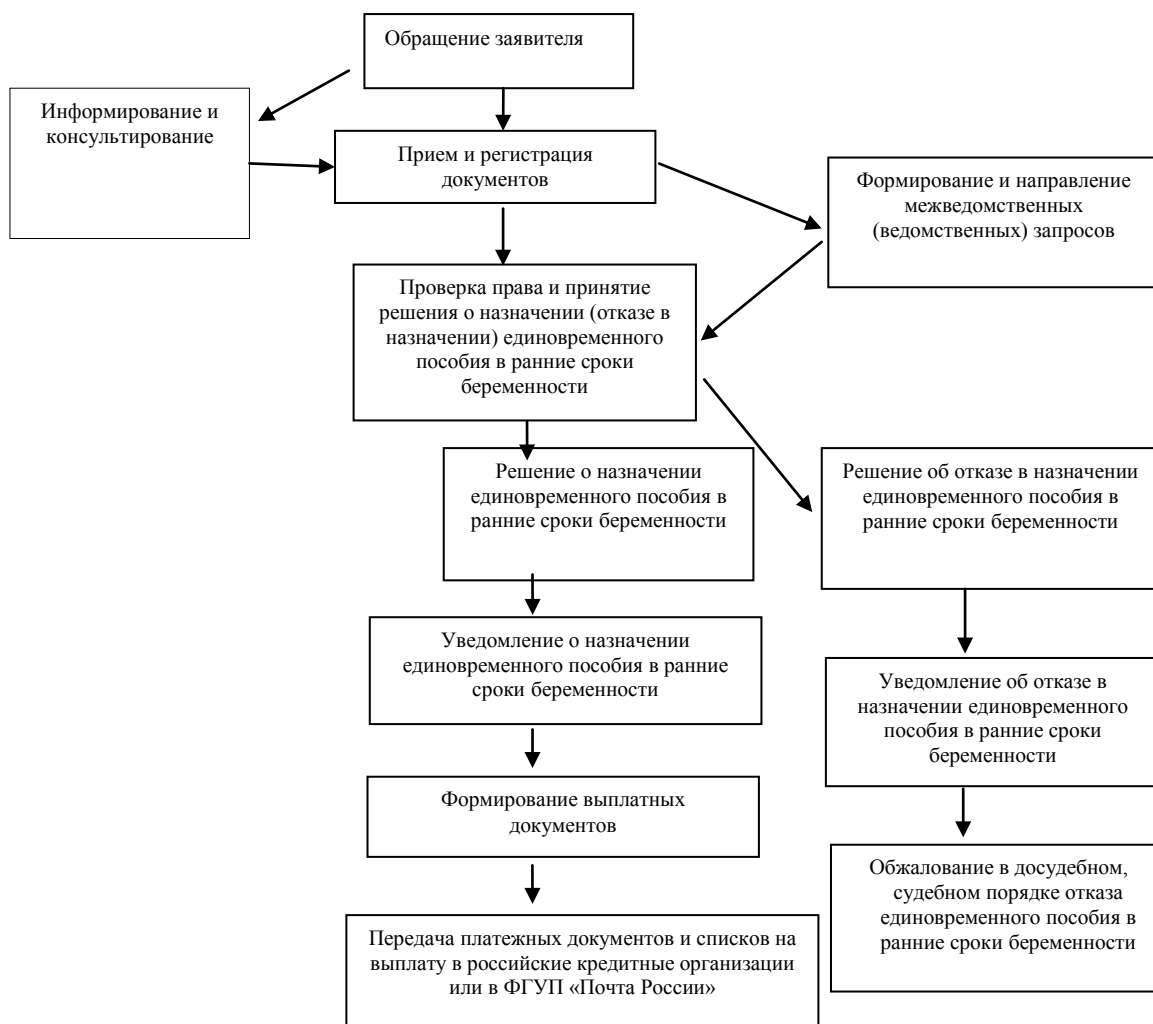 Обращение заявителя
Информирование и
консультирование
Прием и регистрация
документов
Формирование и направление
межведомственных
(ведомственных) запросов
Проверка права и принятие
решения о назначении (отказе в
назначении) единовременного
пособия в ранние сроки
беременности
Решение о назначении
единовременного пособия в
ранние сроки беременности
Решение об отказе в назначении
единовременного пособия в
ранние сроки беременности
Уведомление о назначении
единовременного пособия в ранние
сроки беременности
Уведомление об отказе в
назначении единовременного
пособия в ранние сроки
беременности
Формирование выплатных
документов
Обжалование в досудебном,
судебном порядке отказа
единовременного пособия в
ранние сроки беременности
Передача платежных документов и списков на
выплату в российские кредитные организации
или в ФГУП «Почта России»